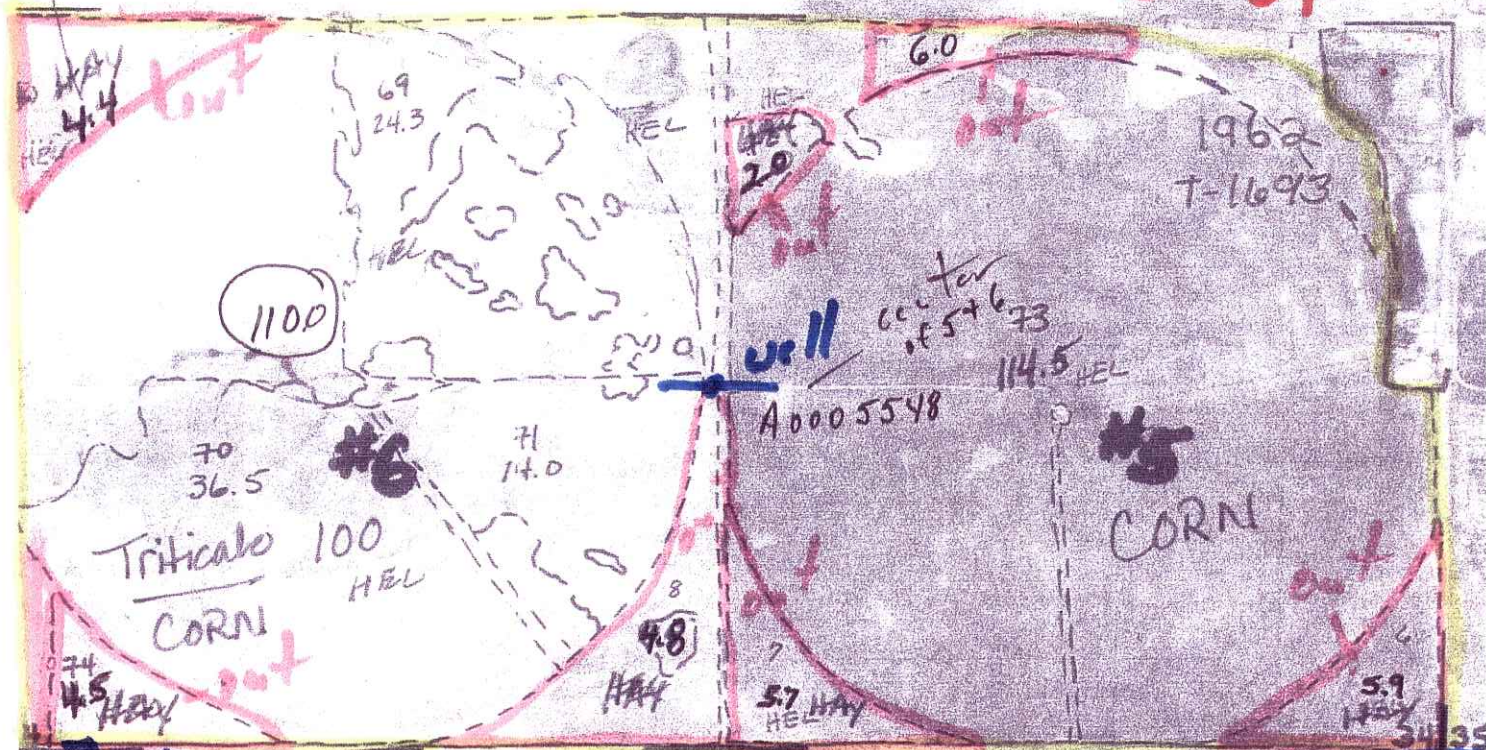 HAY
4.4
HEL
out
69
24.3
HEL
HEL
1100
70
36.5
#6
71
14.0
Triticalo 100
HEL
CORN
out
74
4.5 HAY
8
4.8
HAY
HEL
HAY
2.0
out
6.0
out
1962
T-16913
well
center
of 5+6
73
114.5 HEL
A0005548
#5
CORN
out
out
7
5.7 HAY
HEL
6
5.9
HAY
34 35